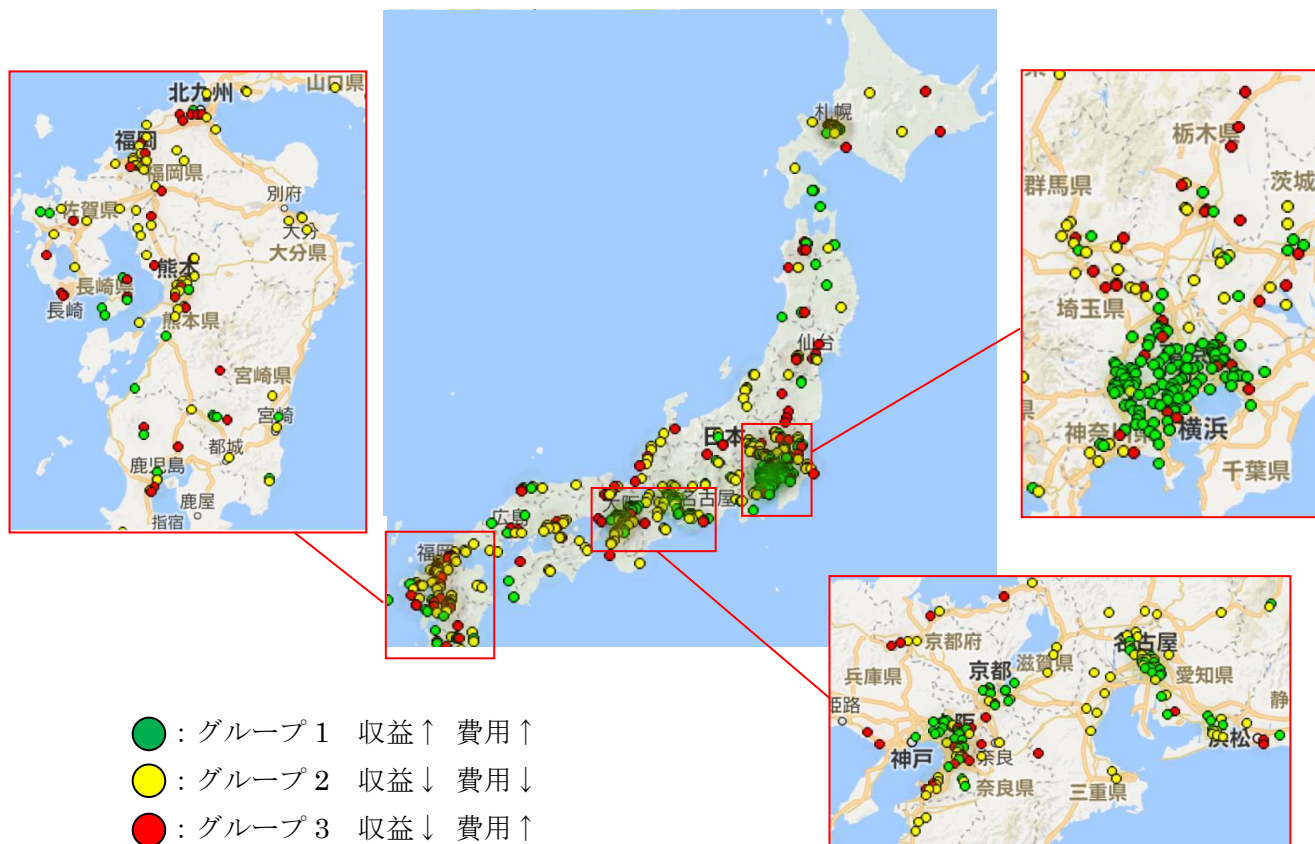 北九州
山口県
福岡
福岡県
別府
佐賀県
大分
大分県
熊本
長崎県
長崎
熊本県
宮崎県
宮崎
都城
鹿児島
鹿屋
指宿
札幌
仙台
日本
名古屋
大阪
広島
福岡
栃木県
群馬県
茨城
埼玉県
神奈川県
横浜
千葉県
京都府
名古屋
京都
滋賀県
愛知県
兵庫県
静
姫路
大阪
浜松
神戸
奈良
奈良県
三重県
：グループ 1 収益↑ 費用↑
：グループ 2 収益↓ 費用↓
：グループ 3 収益↓ 費用↑